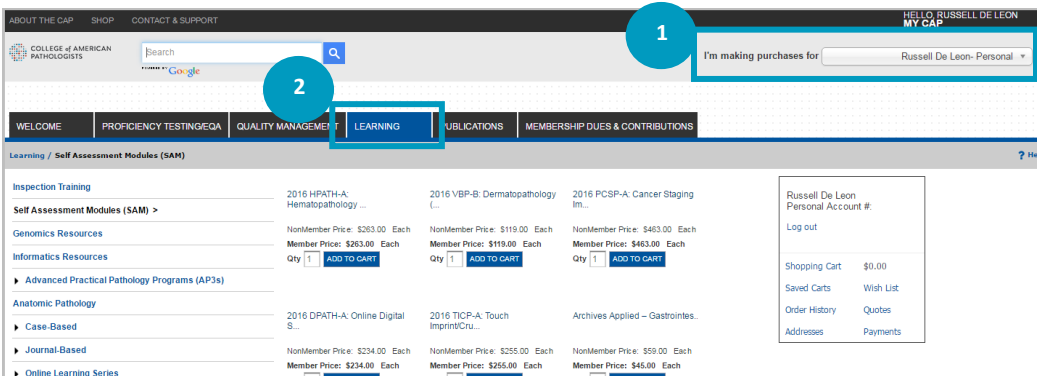 ABOUT THE CAP SHOP CONTACT & SUPPORT
HELLO, RUSSELL DE LEON
MY CAP
1
COLLEGE of AMERICAN
PATHOLOGISTS
Search
Google
I'm making purchases for Russell De Leon- Personal
2
WELCOME PROFICIENCY TESTING/EQA QUALITY MANAGEMENT LEARNING PUBLICATIONS MEMBERSHIP DUES & CONTRIBUTIONS
Learning / Self Assessment Modules (SAM)
? He
Inspection Training
Self Assessment Modules (SAM) >
Genomics Resources
Informatics Resources
Advanced Practical Pathology Programs (AP3s)
Anatomic Pathology
Case-Based
Journal-Based
Online Learning Series
2016 HPATH-A:
Hematopathology ...
NonMember Price: $263.00 Each
Member Price: $263.00 Each
Qty 1 ADD TO CART
2016 VBP-B: Dermatopathology
(...
NonMember Price: $119.00 Each
Member Price: $119.00 Each
Qty 1 ADD TO CART
2016 PCSP-A: Cancer Staging
Im...
NonMember Price: $463.00 Each
Member Price: $463.00 Each
Qty 1 ADD TO CART
2016 DPATH-A: Online Digital
S...
NonMember Price: $234.00 Each
Member Price: $234.00 Each
2016 TICP-A: Touch
Imprint/Cru...
NonMember Price: $255.00 Each
Member Price: $255.00 Each
Archives Applied – Gastrointes..
NonMember Price: $59.00 Each
Member Price: $45.00 Each
Russell De Leon
Personal Account #:
Log out
Shopping Cart $0.00
Saved Carts Wish List
Order History Quotes
Addresses Payments